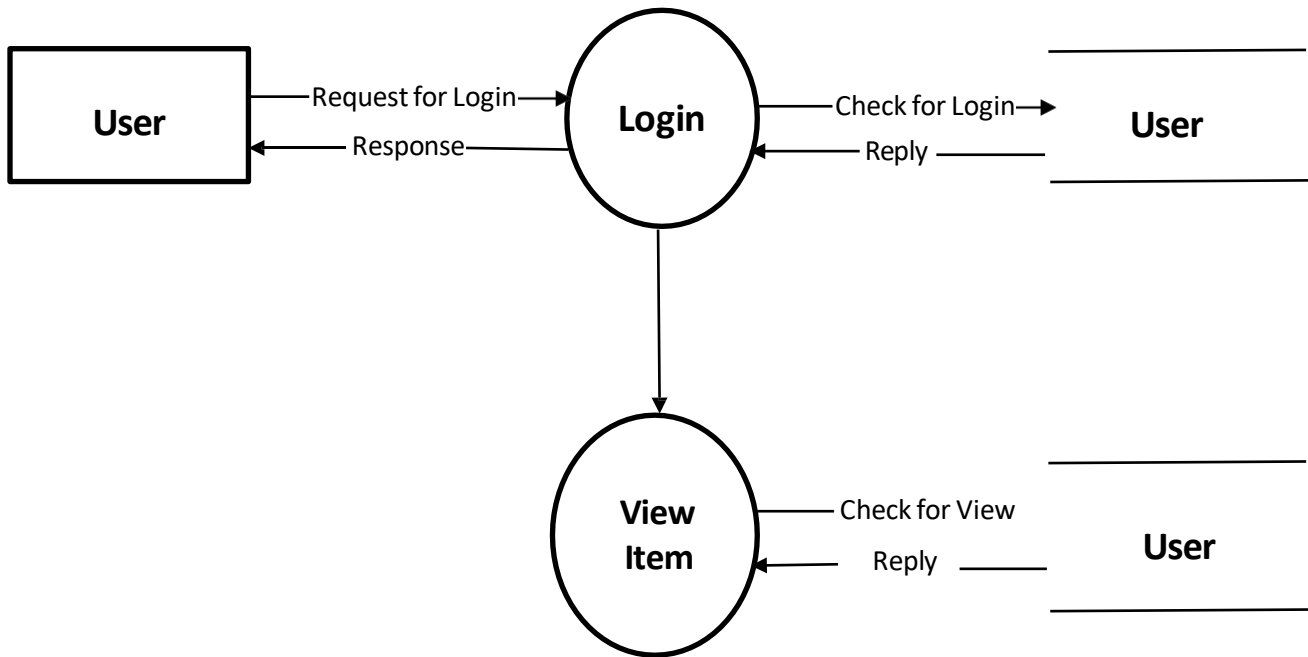 User
Request for Login
Response
Login
Check for Login
Reply
User
View
Item
Check for View
Reply
User